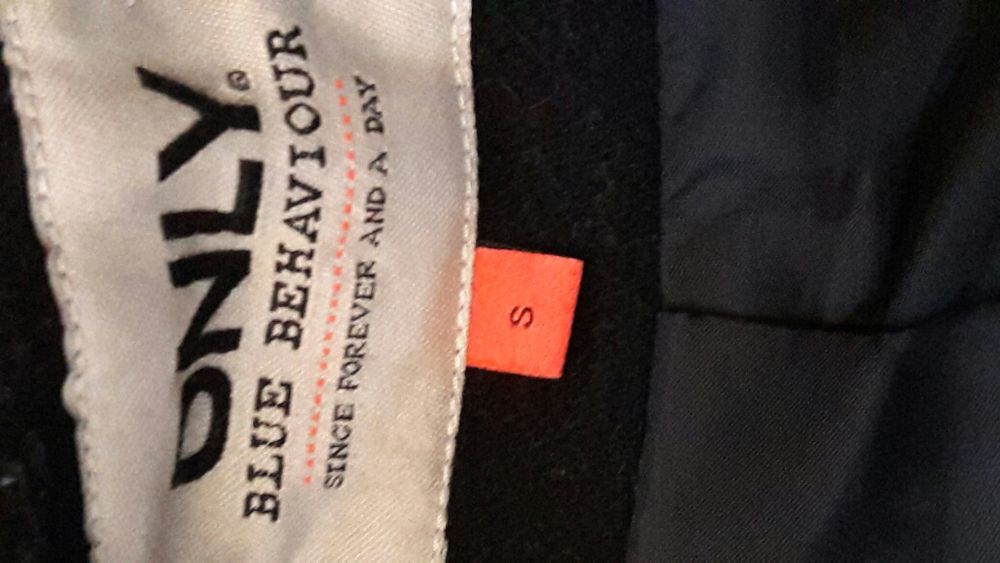 ONLY®
BLUE BEHAVIOUR
SINCE FOREVER AND A DAY
S